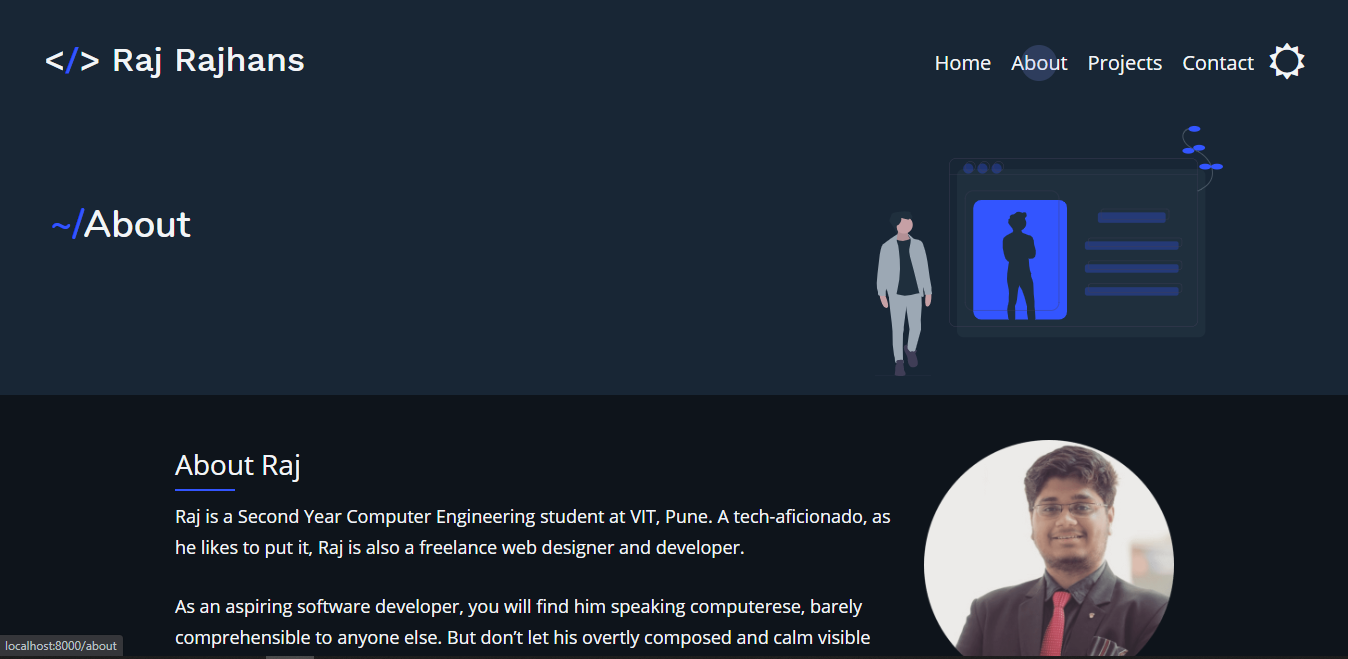 </> Raj Rajhans
Home About Projects Contact
~/About
About Raj
Raj is a Second Year Computer Engineering student at VIT, Pune. A tech-aficionado, as
he likes to put it, Raj is also a freelance web designer and developer.
As an aspiring software developer, you will find him speaking computerese, barely
comprehensible to anyone else. But don’t let his overtly composed and calm visible
localhost:8000/about